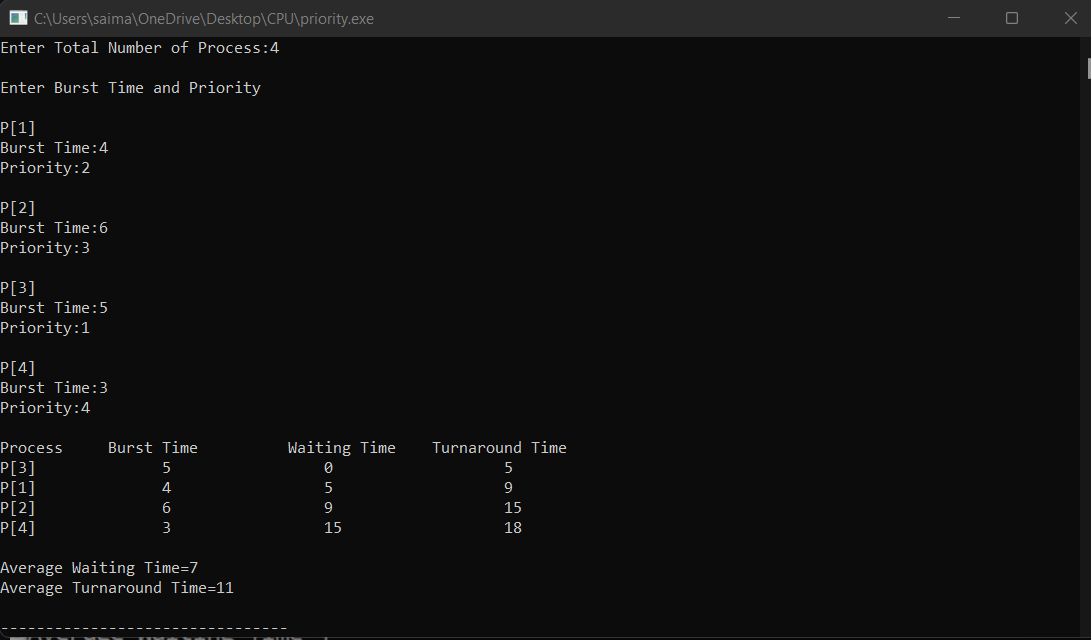 C:\Users\saima\OneDrive\Desktop\CPU\priority.exe
Enter Total Number of Process:4
Enter Burst Time and Priority
P[1]
Burst Time:4
Priority:2
P[2]
Burst Time:6
Priority:3
P[3]
Burst Time:5
Priority:1
P[4]
Burst Time:3
Priority:4
Process Burst Time Waiting Time Turnaround Time
P[3] 5 0 5
P[1] 4 5 9
P[2] 6 9 15
P[4] 3 15 18
Average Waiting Time=7
Average Turnaround Time=11
--------------------------------